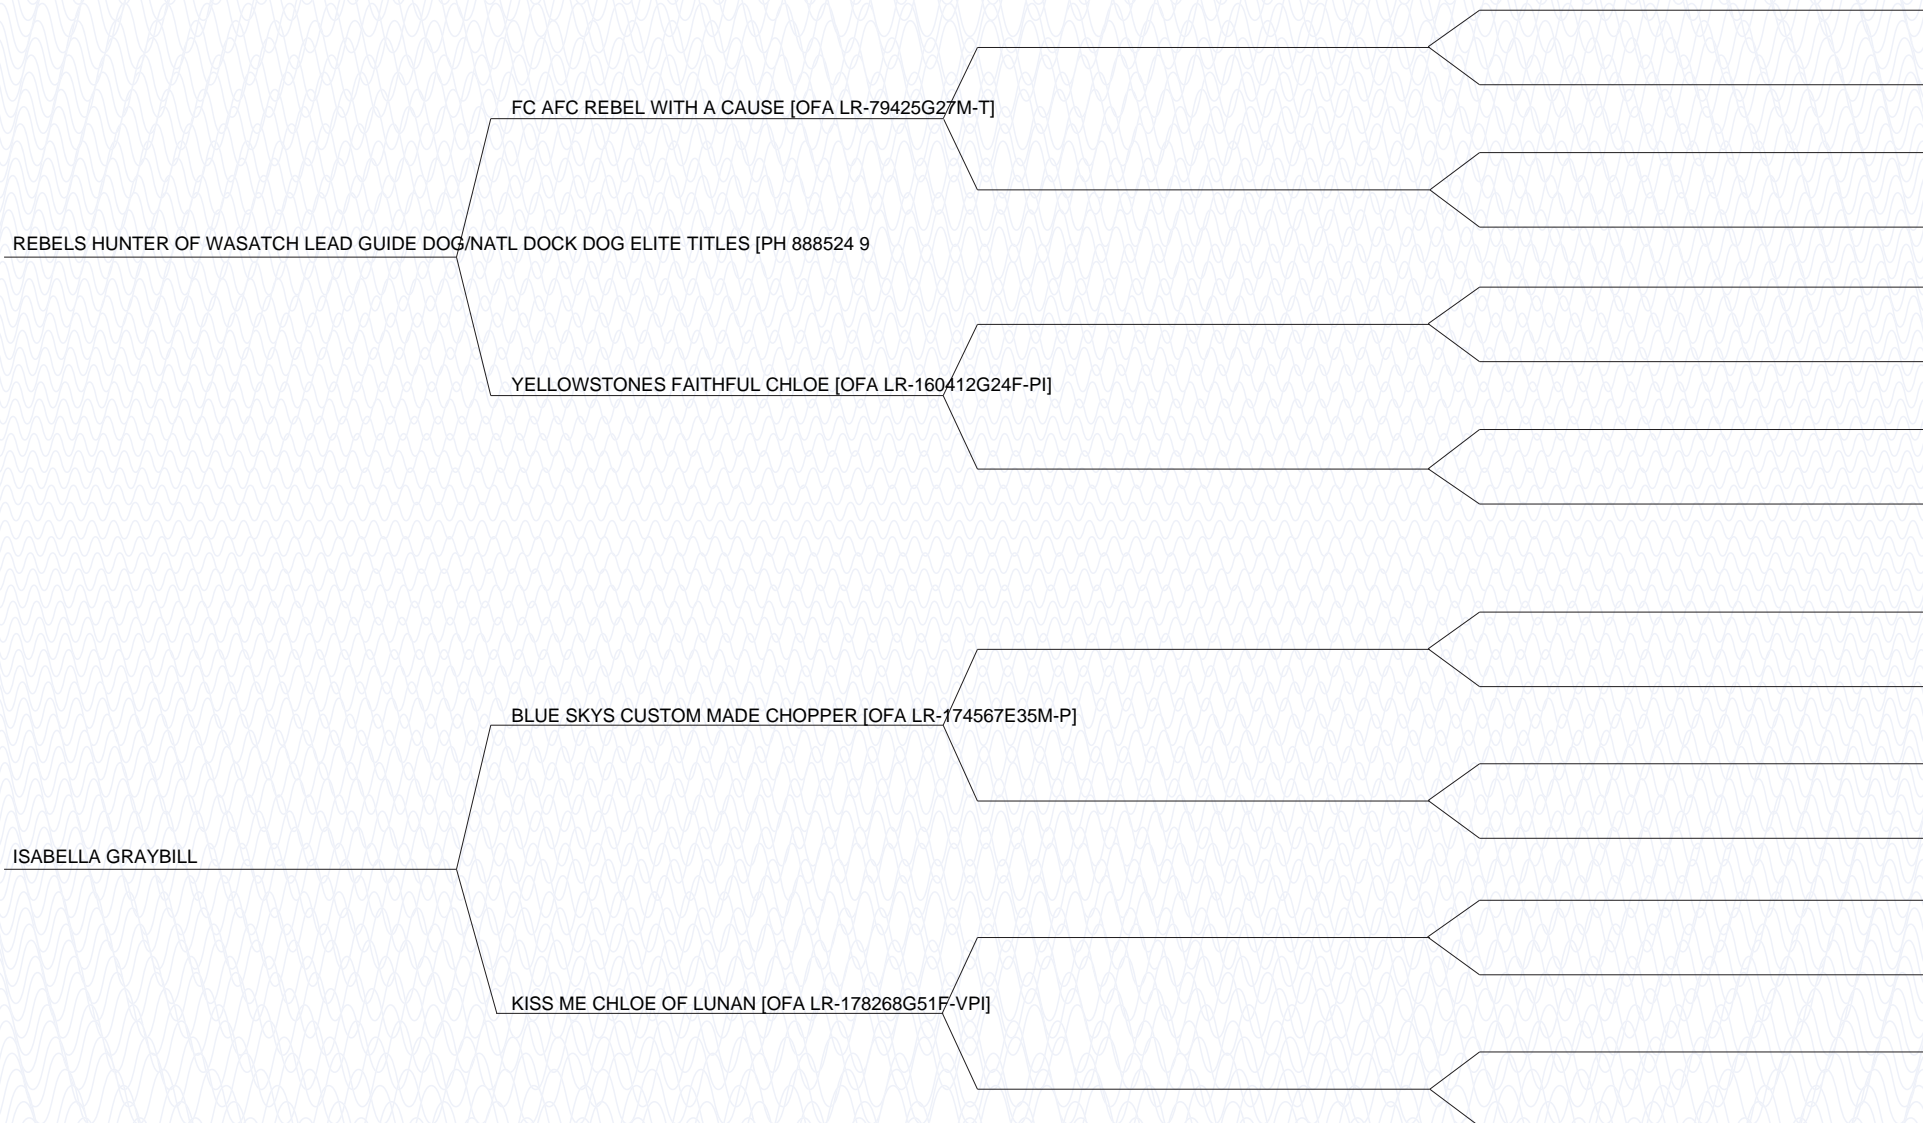 FC AFC REBEL WITH A CAUSE [OFA LR-79425G27M-T]
REBELS HUNTER OF WASATCH LEAD GUIDE DOG/NATL DOCK DOG ELITE TITLES [PH 888524 9
YELLOWSTONES FAITHFUL CHLOE [OFA LR-160412G24F-PI]
BLUE SKYS CUSTOM MADE CHOPPER [OFA LR-174567E35M-P]
ISABELLA GRAYBILL
KISS ME CHLOE OF LUNAN [OFA LR-178268G51F-VPI]